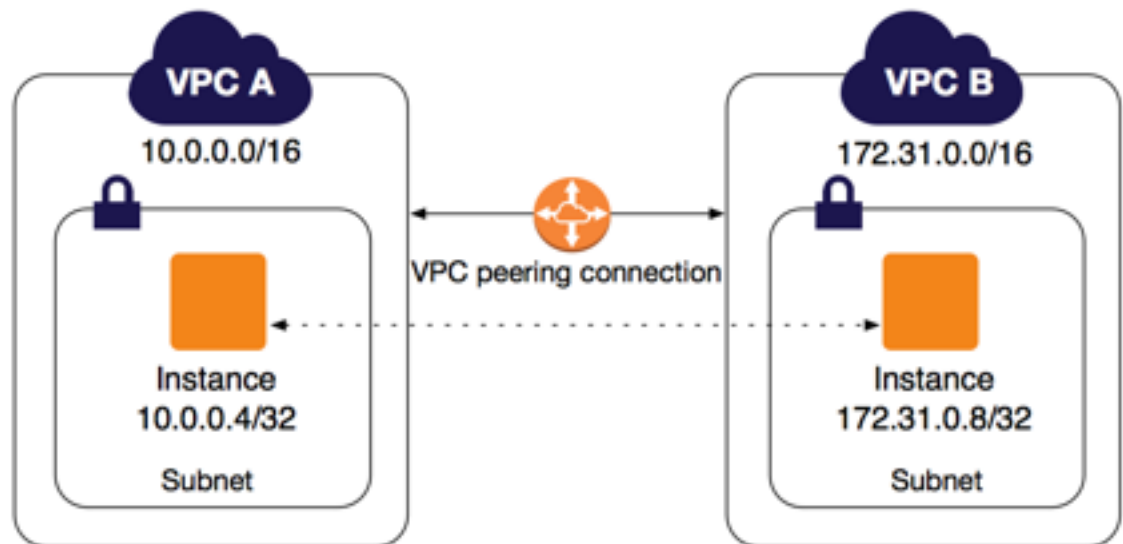 VPC A
10.0.0.0/16
Instance
10.0.0.4/32
Subnet
VPC peering connection
VPC B
172.31.0.0/16
Instance
172.31.0.8/32
Subnet